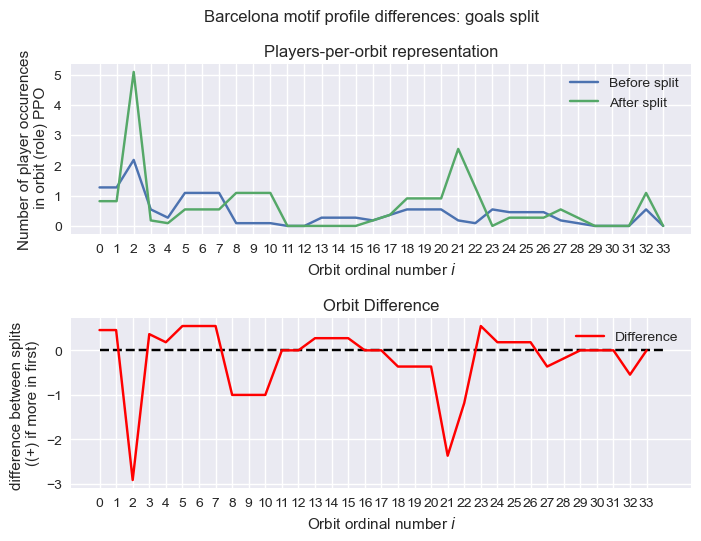 Barcelona motif profile differences: goals split
Players-per-orbit representation
Number of player occurences
in orbit (role) PPO
5
4
3
2
1
0
Before split
After split
0 1 2 3 4 5 6 7 8 9 10 11 12 13 14 15 16 17 18 19 20 21 22 23 24 25 26 27 28 29 30 31 32 33
Orbit ordinal number i
Orbit Difference
difference between splits
((+) if more in first)
0
−1
−2
−3
Difference
0 1 2 3 4 5 6 7 8 9 10 11 12 13 14 15 16 17 18 19 20 21 22 23 24 25 26 27 28 29 30 31 32 33
Orbit ordinal number i